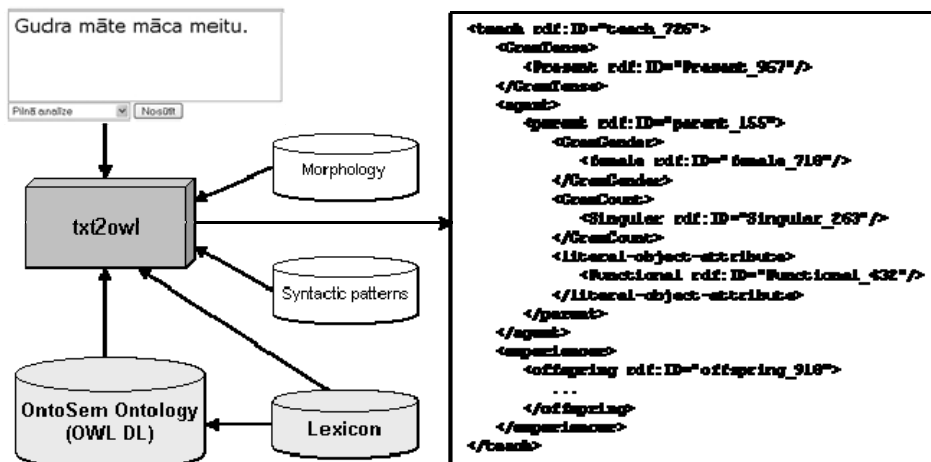 Gudra māte māca meitu.
Pilnā analīze
Nosūtīt
txt2owl
Morphology
Syntactic patterns
OntoSem Ontology
(OWL DL)
Lexicon
<teach rdf:ID="teach_726">
<GramTense>
<Present rdf:ID="Present_967"/>
</GramTense>
<agent>
<parent rdf:ID="parent_155">
<GramGender>
<female rdf:ID="female_710"/>
</GramGender>
<GramCount>
<Singular rdf:ID="Singular_263"/>
</GramCount>
<literal-object-attribute>
<Functional rdf:ID="Functional_432"/>
</literal-object-attribute>
</parent>
</agent>
<experiencer>
<offspring rdf:ID="offspring_910">
...
</offspring>
</experiencer>
</teach>